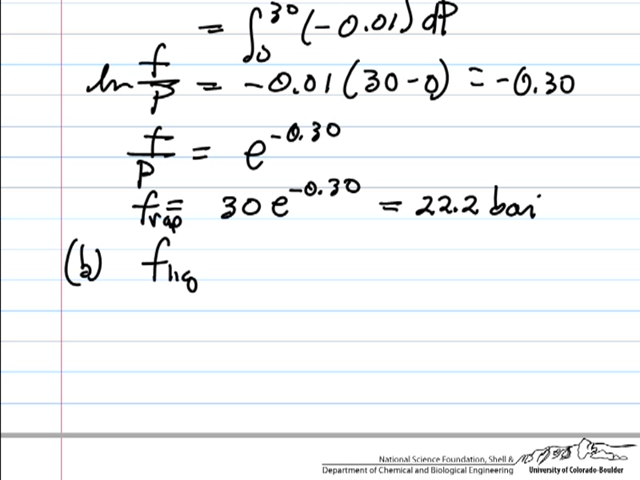 = ∫₀³⁰ (-0.01) dP
ln f/P = -0.01 (30-0) = -0.30
f/P = e^-0.30
f_vap = 30 e^-0.30 = 22.2 bar
(b) f_liq
National Science Foundation, Shell &
Department of Chemical and Biological Engineering
University of Colorado-Boulder